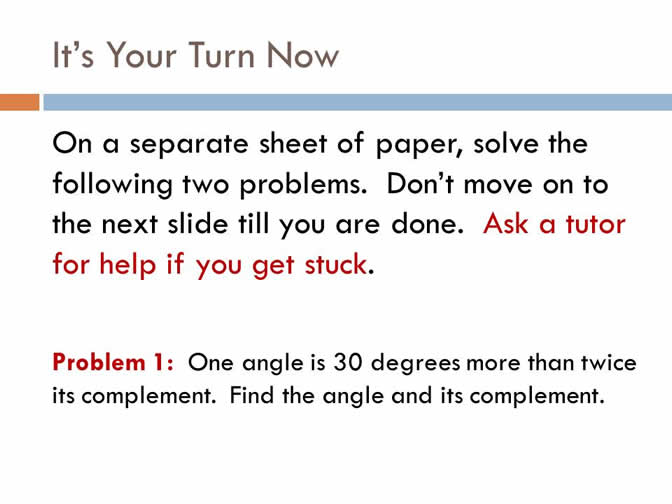 It's Your Turn Now
On a separate sheet of paper, solve the
following two problems.  Don't move on to
the next slide till you are done.  Ask a tutor
for help if you get stuck.
Problem 1:  One angle is 30 degrees more than twice
its complement.  Find the angle and its complement.